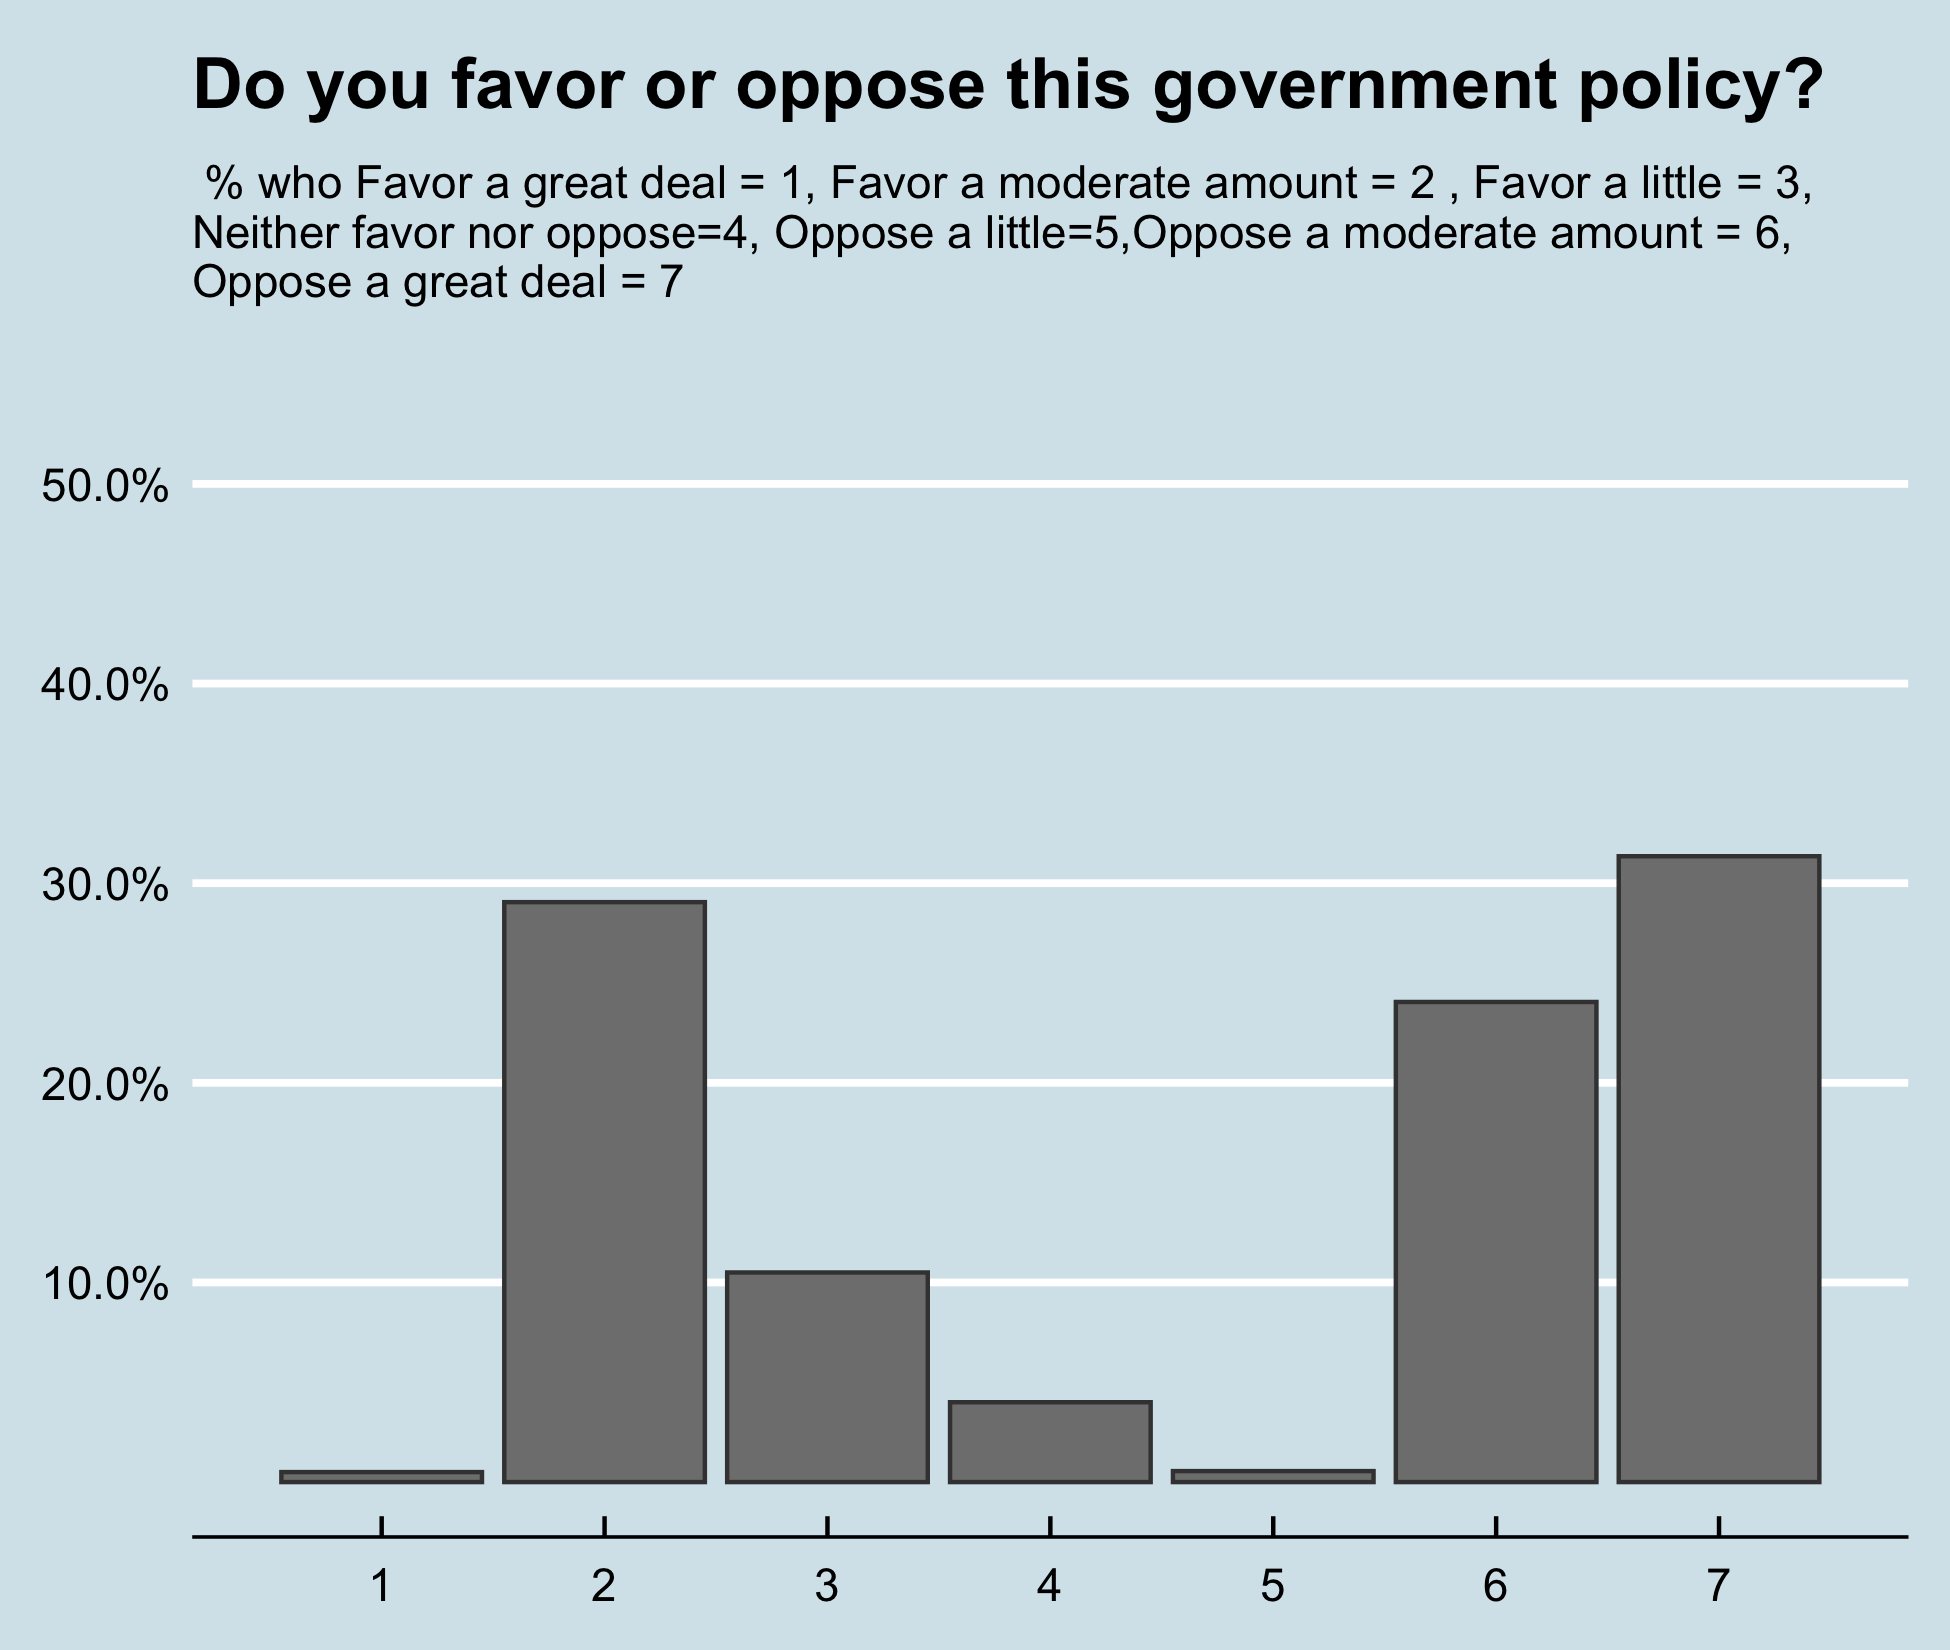 Do you favor or oppose this government policy?
% who Favor a great deal = 1, Favor a moderate amount = 2 , Favor a little = 3,
Neither favor nor oppose=4, Oppose a little=5,Oppose a moderate amount = 6,
Oppose a great deal = 7
50.0%
40.0%
30.0%
20.0%
10.0%
1 2 3 4 5 6 7